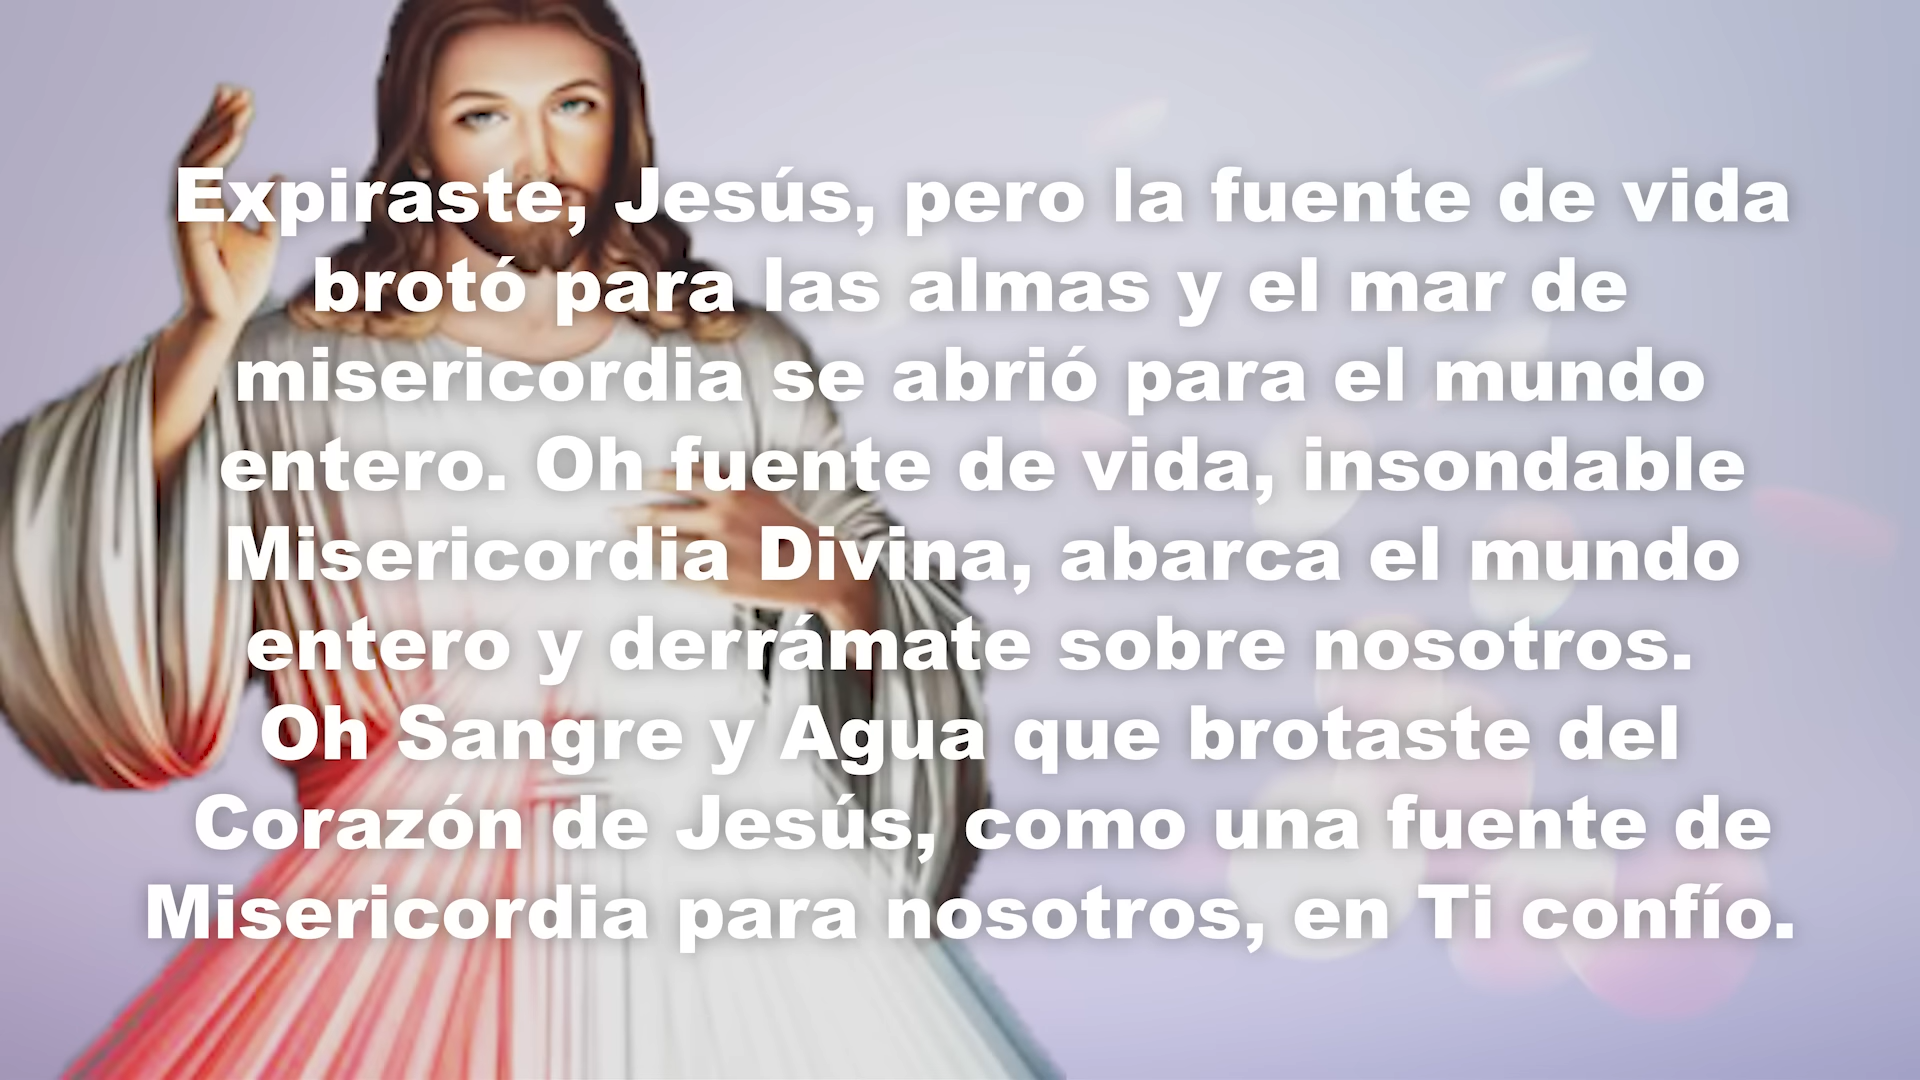 Expiraste, Jesús, pero la fuente de vida
brotó para las almas y el mar de
misericordia se abrió para el mundo
entero. Oh fuente de vida, insondable
Misericordia Divina, abarca el mundo
entero y derrámate sobre nosotros.
Oh Sangre y Agua que brotaste del
Corazón de Jesús, como una fuente de
Misericordia para nosotros, en Ti confío.